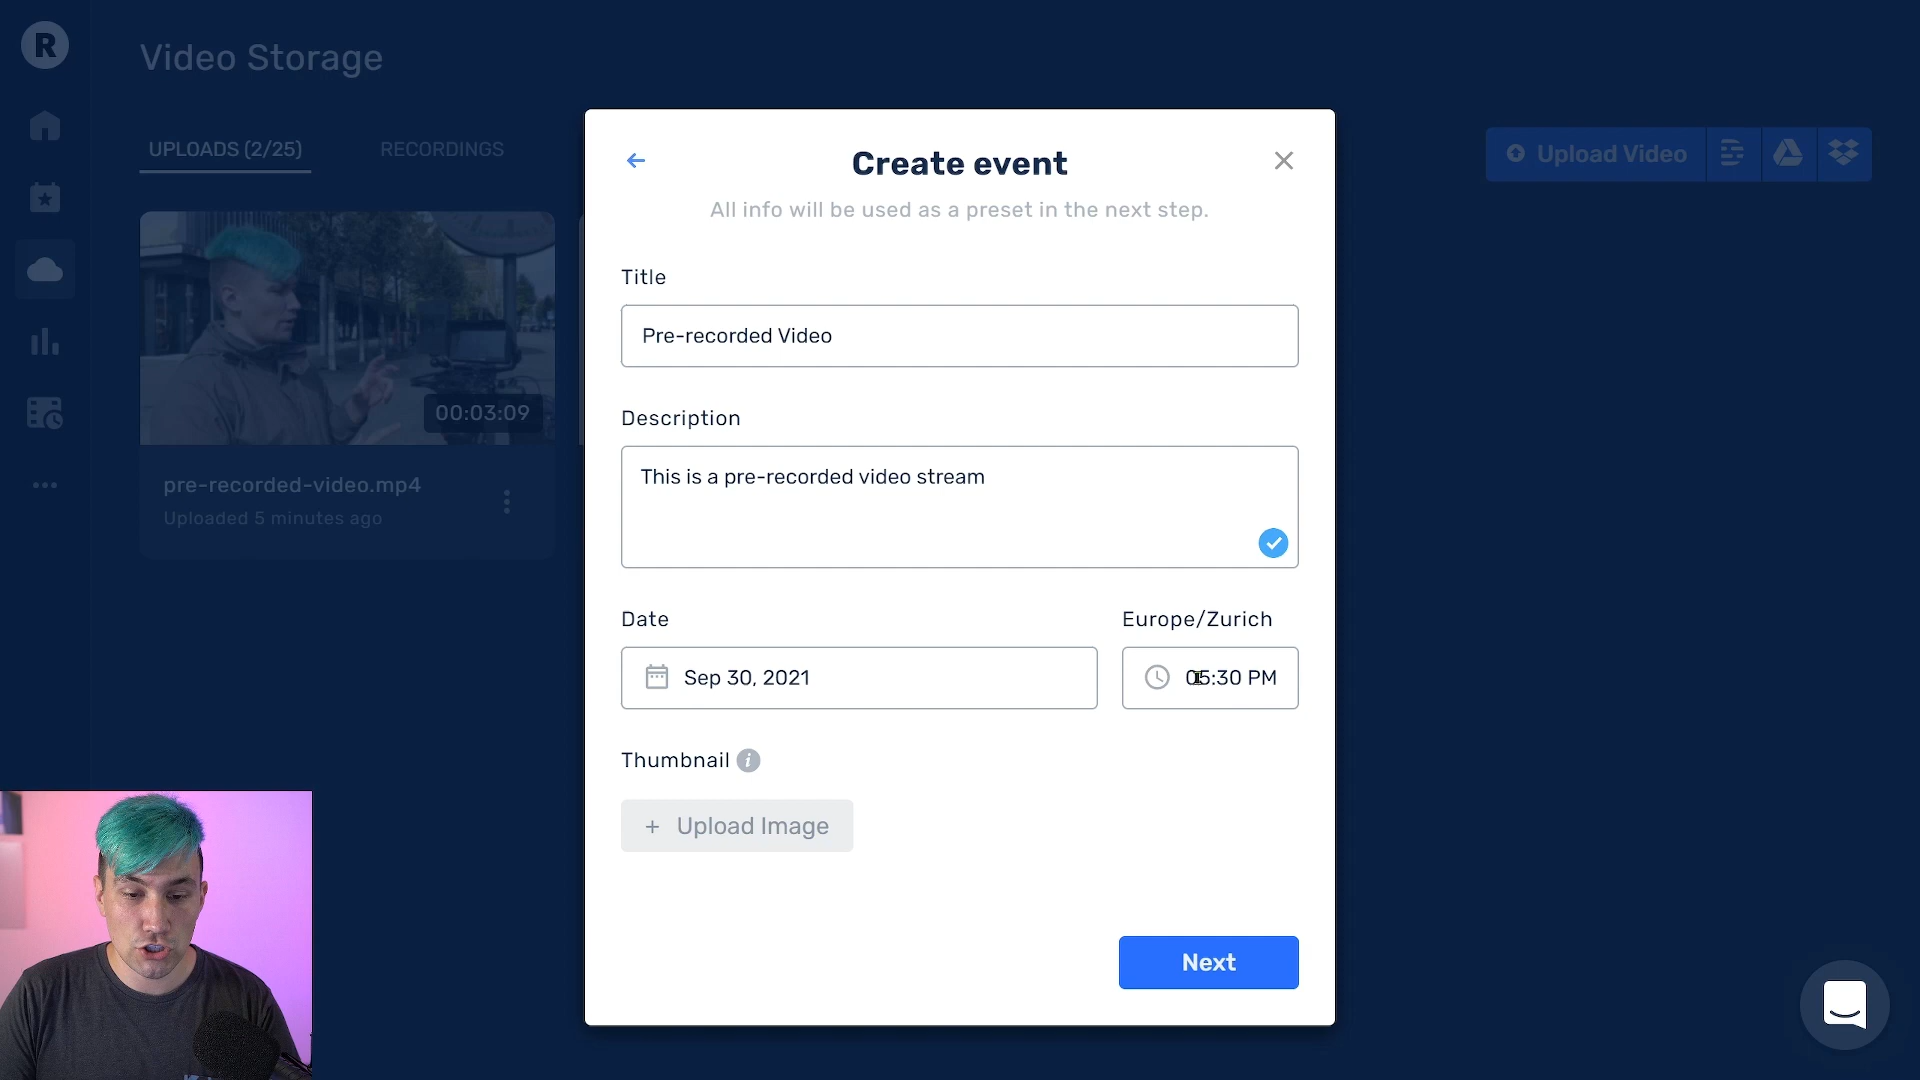 R
Video Storage
UPLOADS (2/25)
RECORDINGS
Upload Video
00:03:09
pre-recorded-video.mp4
Uploaded 5 minutes ago
Create event
All info will be used as a preset in the next step.
Title
Pre-recorded Video
Description
This is a pre-recorded video stream
Date
Europe/Zurich
Sep 30, 2021
05:30 PM
Thumbnail
+ Upload Image
Next